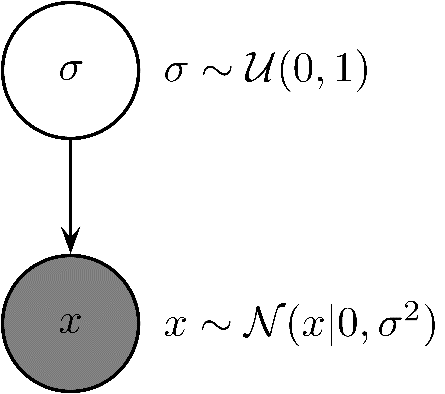 σ σ ∼ 𝒰(0, 1)
x x ∼ 𝒩(x|0, σ²)